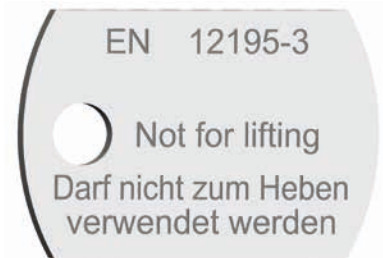 EN 12195-3
Not for lifting
Darf nicht zum Heben
verwendet werden